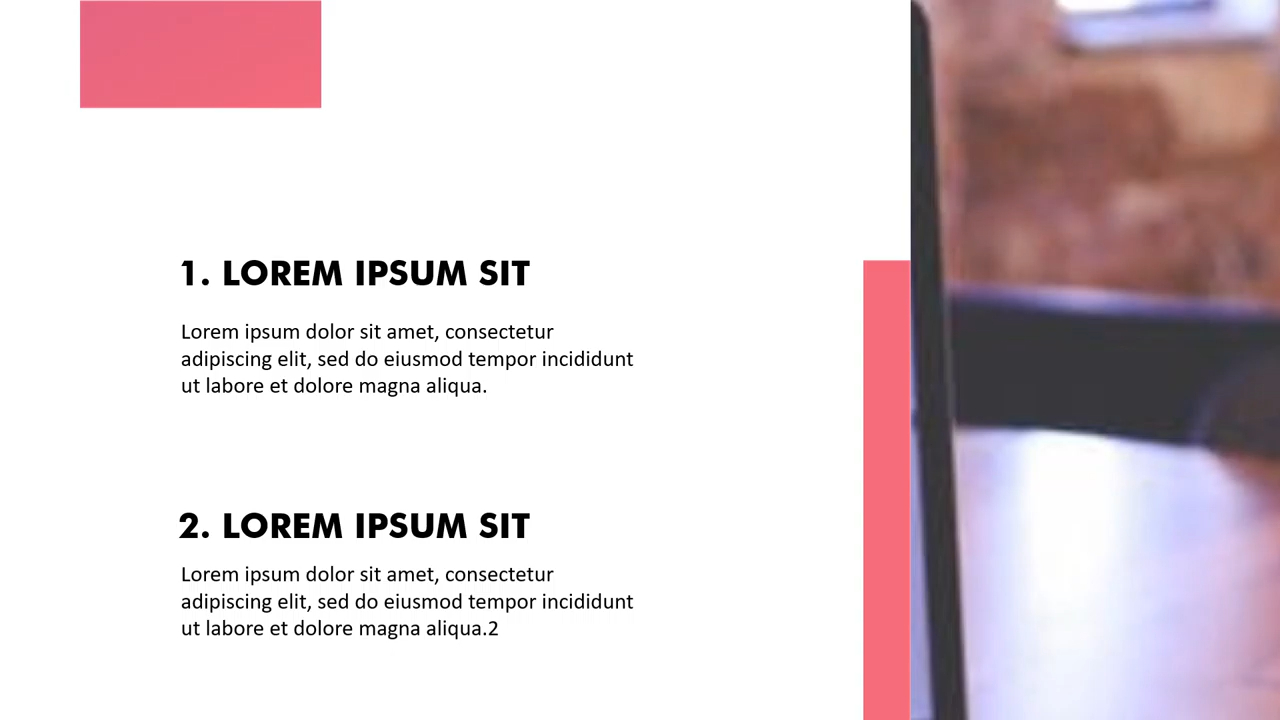 1. LOREM IPSUM SIT
Lorem ipsum dolor sit amet, consectetur
adipiscing elit, sed do eiusmod tempor incididunt
ut labore et dolore magna aliqua.
2. LOREM IPSUM SIT
Lorem ipsum dolor sit amet, consectetur
adipiscing elit, sed do eiusmod tempor incididunt
ut labore et dolore magna aliqua.2